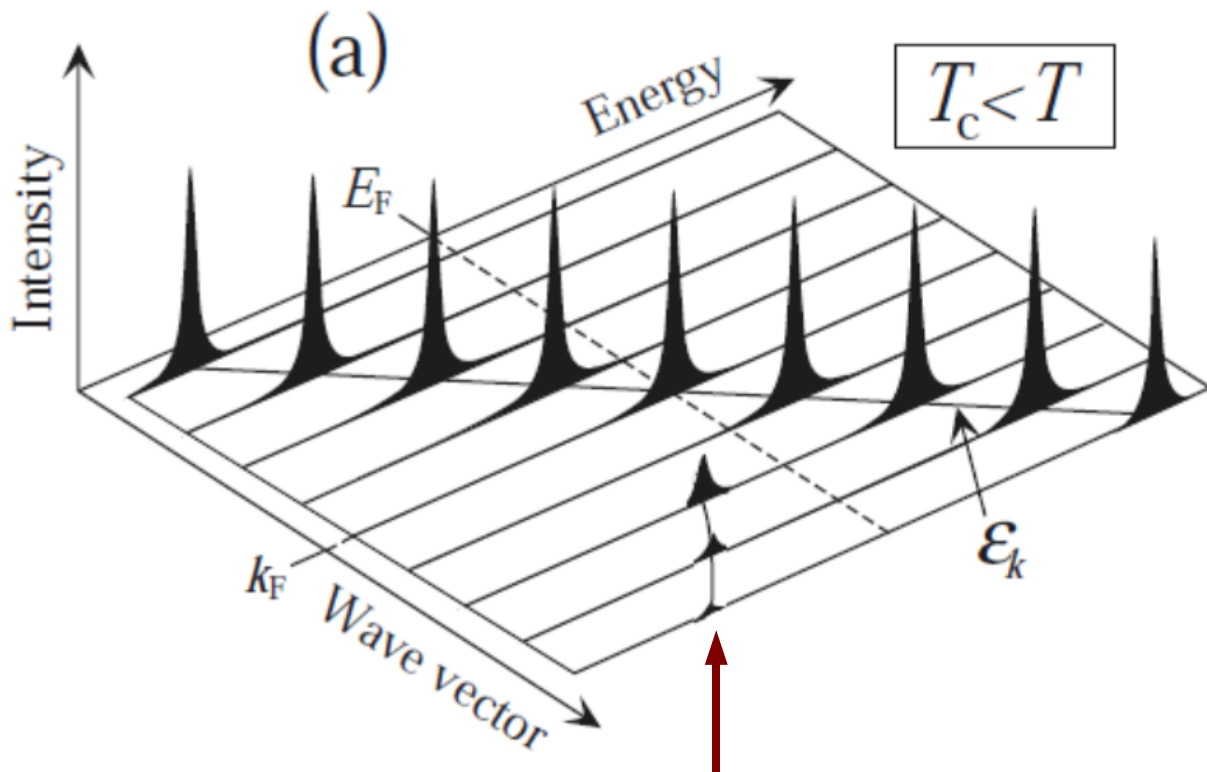 (a)
T_c < T
Energy
Intensity
E_F
k_F
Wave vector
ε_k